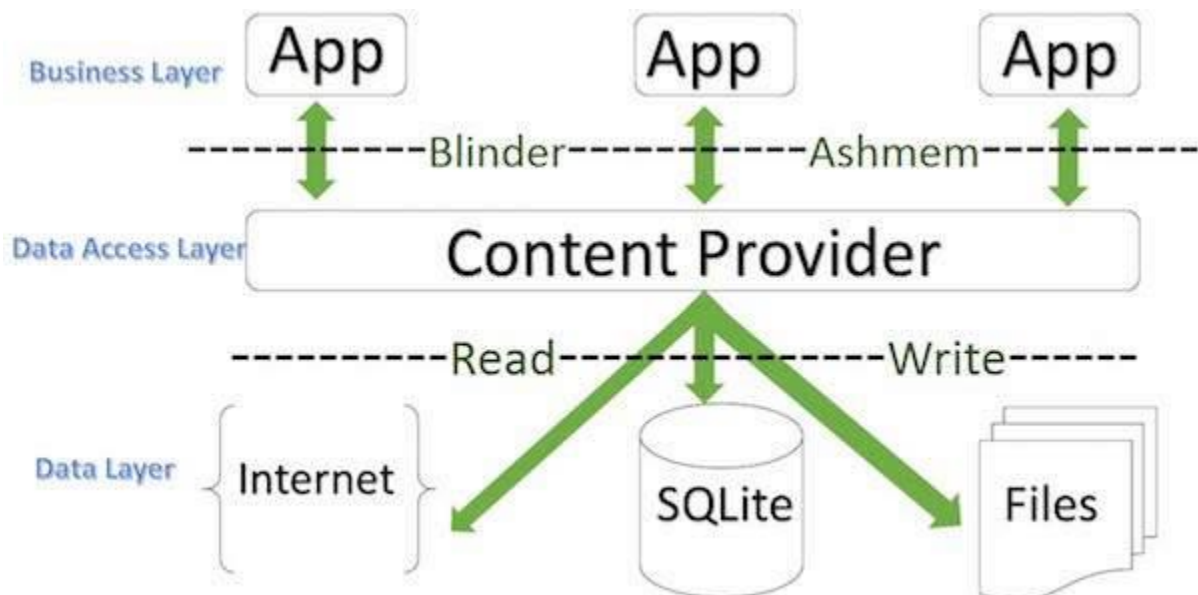 App App App
Business Layer
Blinder Ashmem
Data Access Layer Content Provider
Read Write
Data Layer Internet SQLite Files